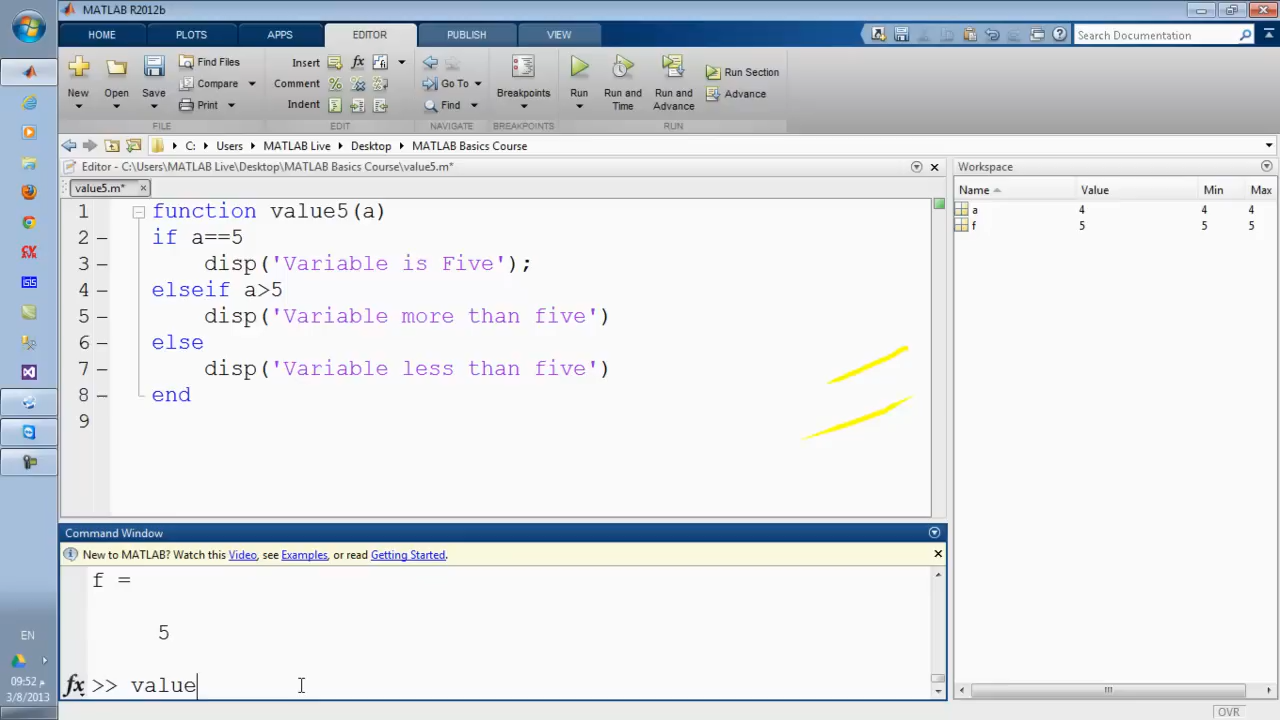 MATLAB R2012b
HOME PLOTS APPS EDITOR PUBLISH VIEW
Search Documentation
New Open Save
Find Files
Compare
Print
Insert
Comment
Indent
Go To
Find
Breakpoints
Run
Run and Time
Run and Advance
Run Section
Advance
FILE EDIT NAVIGATE BREAKPOINTS RUN
C: Users MATLAB Live Desktop MATLAB Basics Course
Editor - C:\Users\MATLAB Live\Desktop\MATLAB Basics Course\value5.m*
value5.m*
1 function value5(a)
2 – if a==5
3 – disp('Variable is Five');
4 – elseif a>5
5 – disp('Variable more than five')
6 – else
7 – disp('Variable less than five')
8 – end
9
Workspace
Name Value Min Max
a 4 4 4
f 5 5 5
Command Window
New to MATLAB? Watch this Video, see Examples, or read Getting Started.
f =
5
fx >> value
EN
09:52 م
3/8/2013
OVR